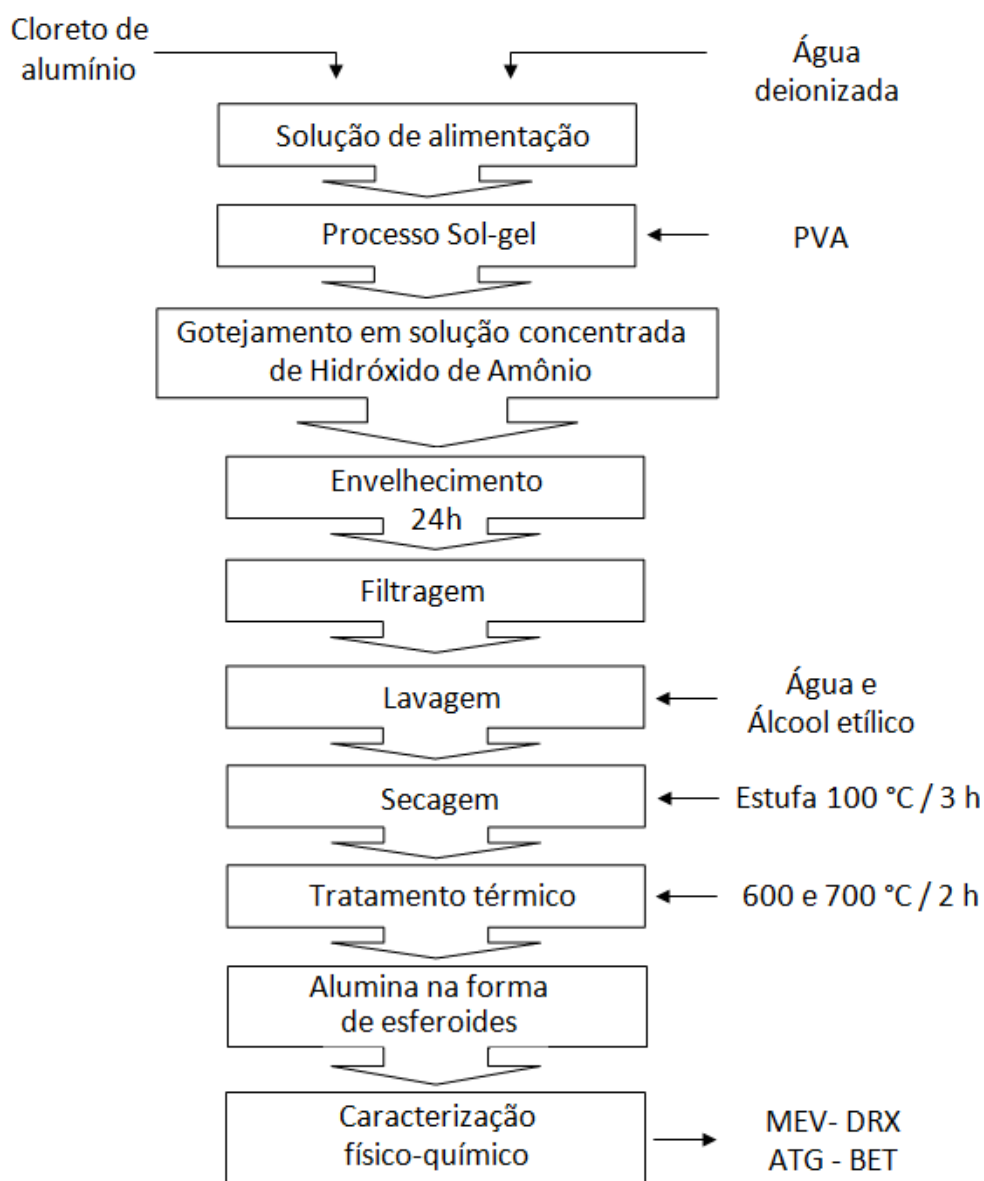 Cloreto de
alumínio
Água
deionizada
Solução de alimentação
Processo Sol-gel
PVA
Gotejamento em solução concentrada
de Hidróxido de Amônio
Envelhecimento
24h
Filtragem
Lavagem
Água e
Álcool etílico
Secagem
Estufa 100 °C / 3 h
Tratamento térmico
600 e 700 °C / 2 h
Alumina na forma
de esferoides
Caracterização
físico-químico
MEV- DRX
ATG - BET